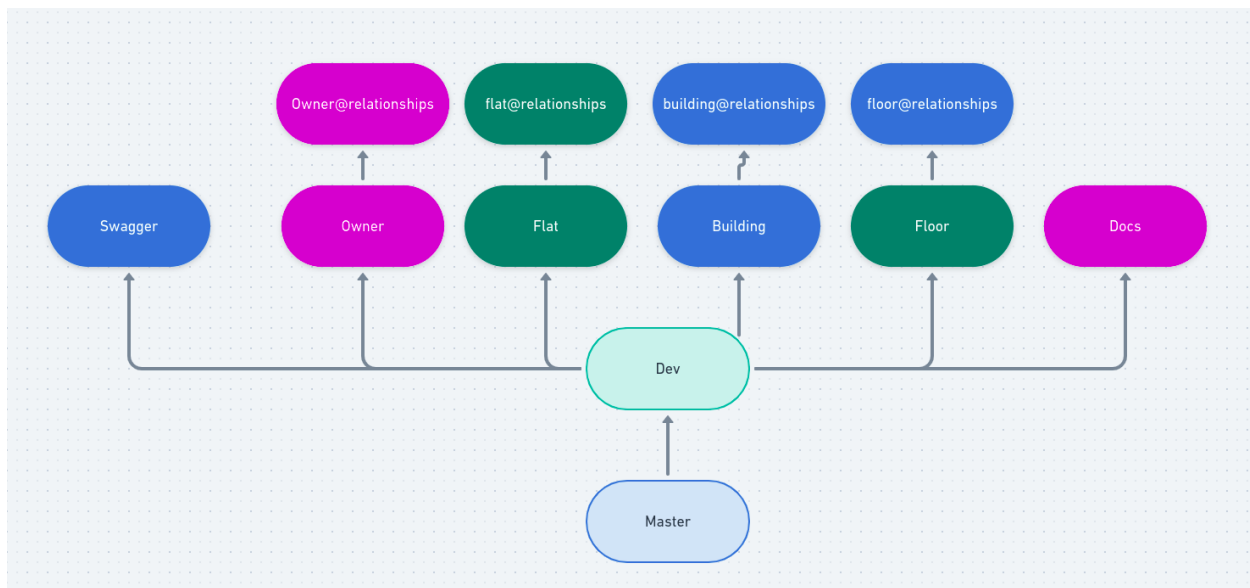 Owner@relationships
flat@relationships
building@relationships
floor@relationships
Swagger
Owner
Flat
Building
Floor
Docs
Dev
Master